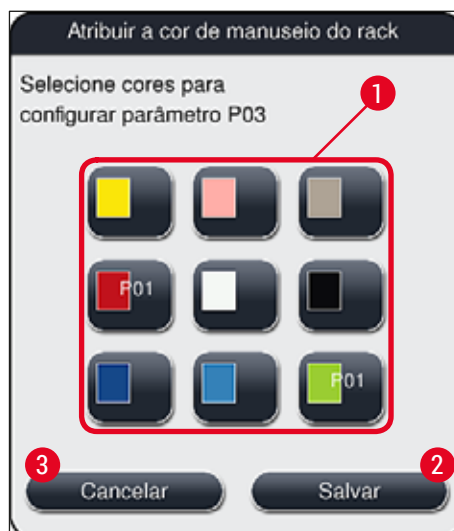 Atribuir a cor de manuseio do rack
Selecione cores para
configurar parâmetro P03
1
P01
P01
3
2
Cancelar
Salvar